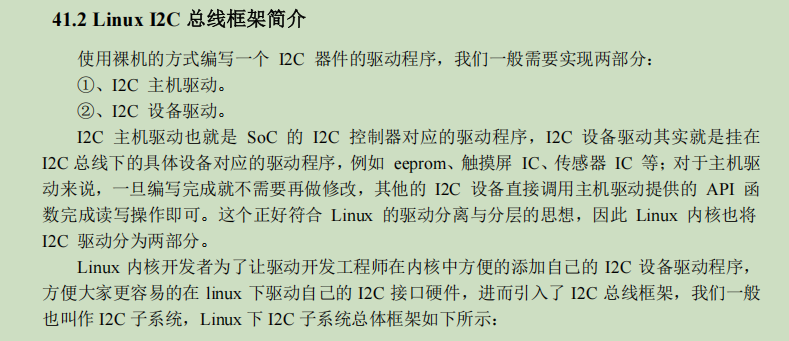 41.2 Linux I2C 总线框架简介
使用裸机的方式编写一个 I2C 器件的驱动程序，我们一般需要实现两部分：
①、I2C 主机驱动。
②、I2C 设备驱动。
I2C 主机驱动也就是 SoC 的 I2C 控制器对应的驱动程序，I2C 设备驱动其实就是挂在
I2C 总线下的具体设备对应的驱动程序，例如 eeprom、触摸屏 IC、传感器 IC 等；对于主机驱
动来说，一旦编写完成就不需要再做修改，其他的 I2C 设备直接调用主机驱动提供的 API 函
数完成读写操作即可。这个正好符合 Linux 的驱动分离与分层的思想，因此 Linux 内核也将
I2C 驱动分为两部分。
Linux 内核开发者为了让驱动开发工程师在内核中方便的添加自己的 I2C 设备驱动程序，
方便大家更容易的在 linux 下驱动自己的 I2C 接口硬件，进而引入了 I2C 总线框架，我们一般
也叫作 I2C 子系统，Linux 下 I2C 子系统总体框架如下所示：